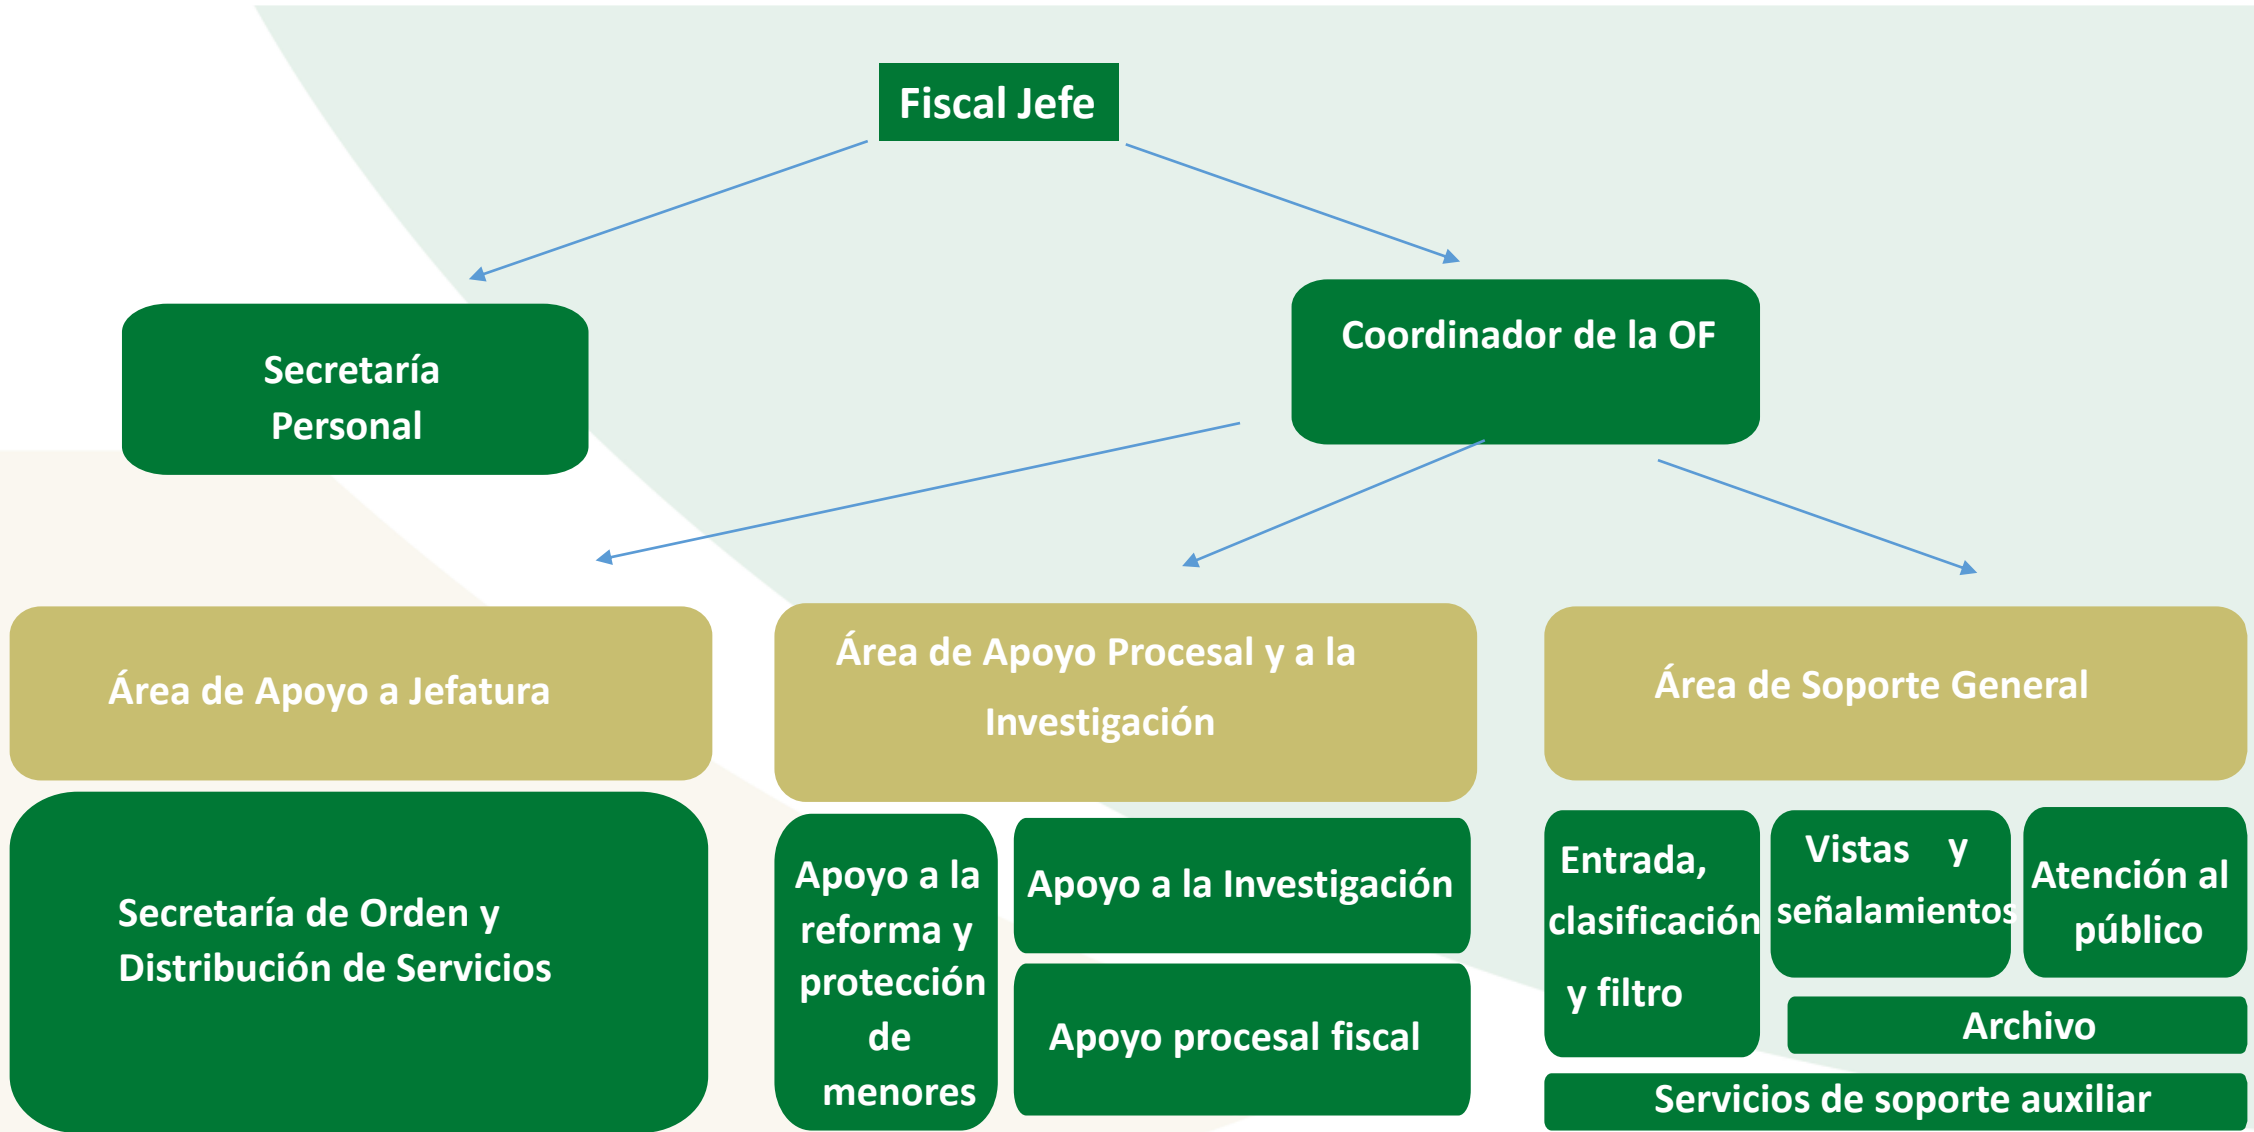 Fiscal Jefe
Secretaría
Personal
Coordinador de la OF
Área de Apoyo a Jefatura
Secretaría de Orden y
Distribución de Servicios
Área de Apoyo Procesal y a la
Investigación
Apoyo a la
reforma y
protección
de
menores
Apoyo a la Investigación
Apoyo procesal fiscal
Área de Soporte General
Entrada,
clasificación
y filtro
Vistas y
señalamientos
Atención al
público
Archivo
Servicios de soporte auxiliar